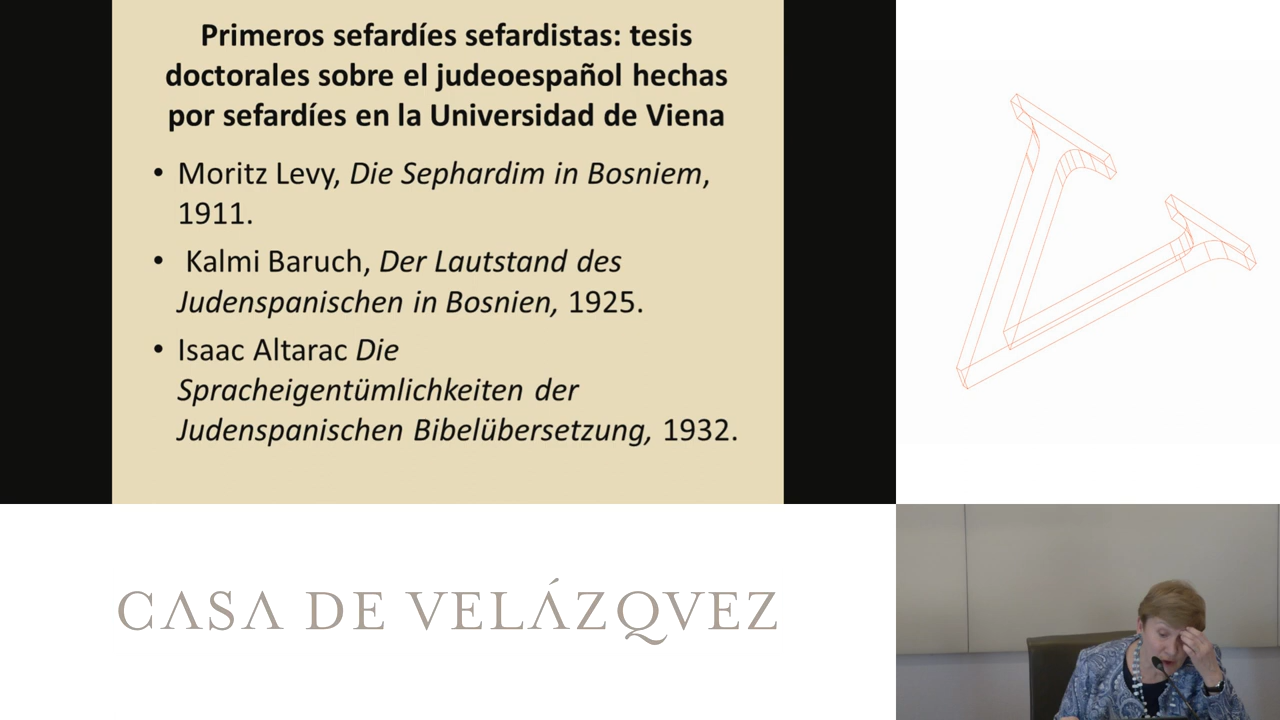 Primeros sefardíes sefardistas: tesis
doctorales sobre el judeoespañol hechas
por sefardíes en la Universidad de Viena
• Moritz Levy, Die Sephardim in Bosniem,
1911.
• Kalmi Baruch, Der Lautstand des
Judenspanischen in Bosnien, 1925.
• Isaac Altarac Die
Spracheigentümlichkeiten der
Judenspanischen Bibelübersetzung, 1932.
CASA DE VELÁZQVEZ